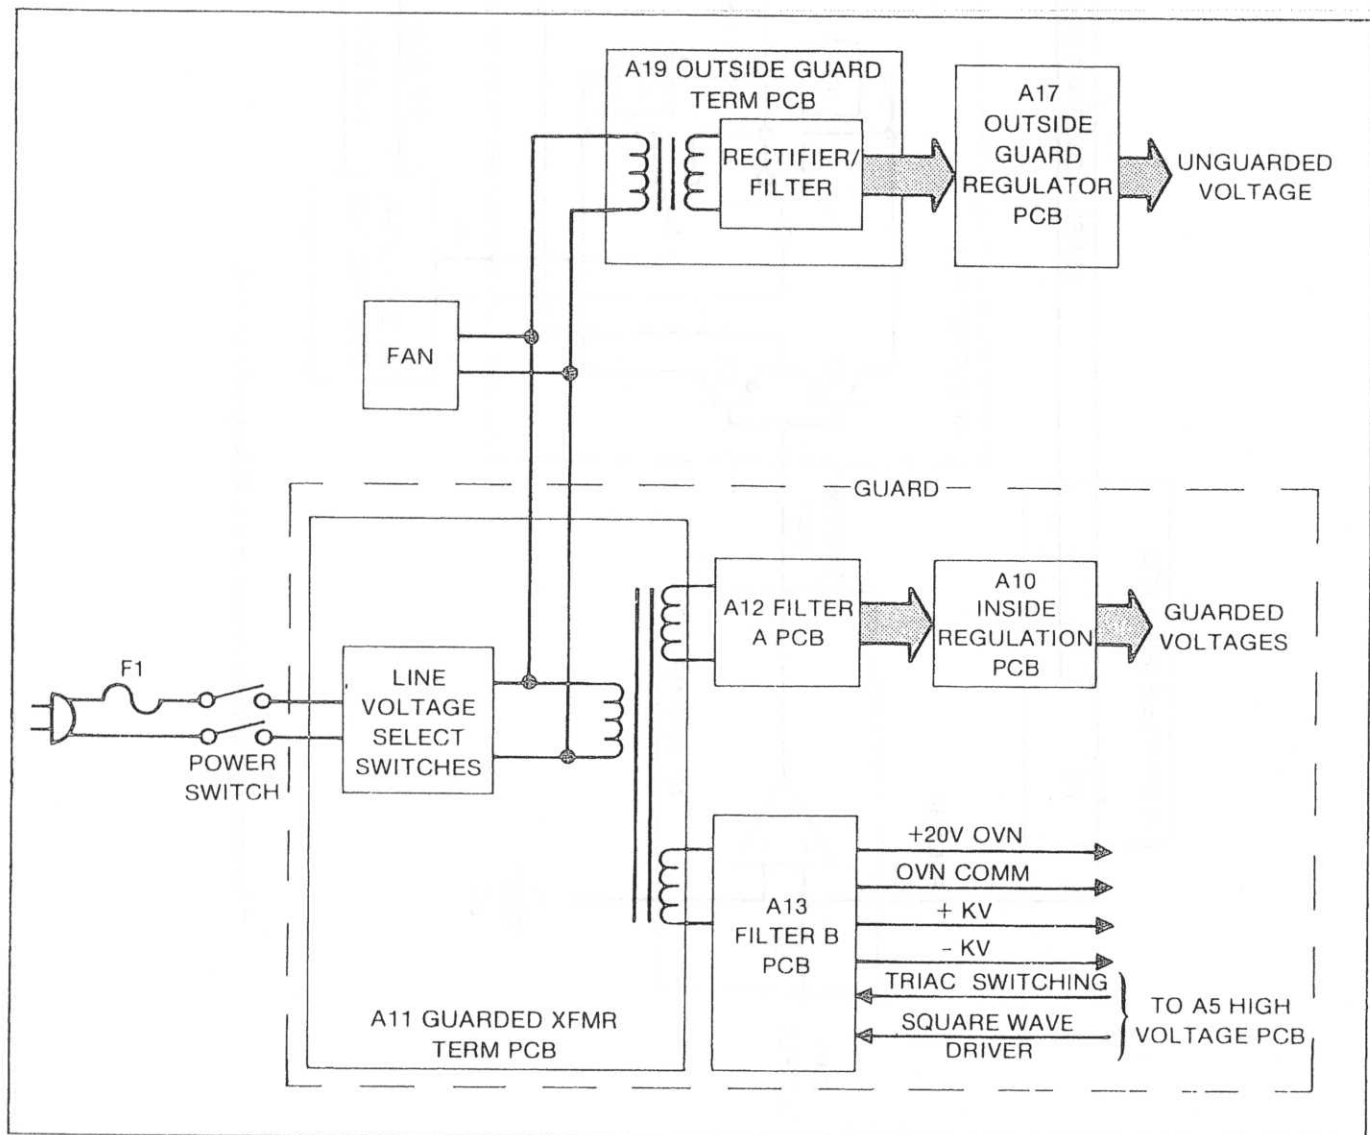 A19 OUTSIDE GUARD
TERM PCB
RECTIFIER/
FILTER
A17
OUTSIDE
GUARD
REGULATOR
PCB
UNGUARDED
VOLTAGE
FAN
GUARD
A12 FILTER
A PCB
A10
INSIDE
REGULATION
PCB
GUARDED
VOLTAGES
F1
POWER
SWITCH
LINE
VOLTAGE
SELECT
SWITCHES
A11 GUARDED XFMR
TERM PCB
A13
FILTER B
PCB
+20V OVN
OVN COMM
+ KV
- KV
TRIAC SWITCHING
SQUARE WAVE
DRIVER
TO A5 HIGH
VOLTAGE PCB